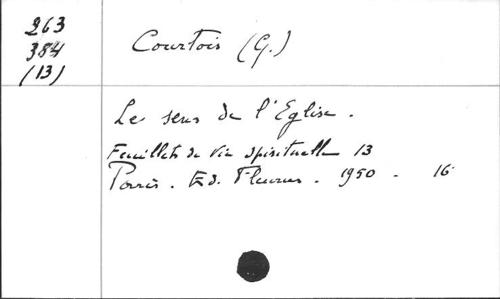 263
384
(13)
Courtois (G.)
Le sens de l'Eglise.
Feuillets de Vie Spirituelle 13
Paris. Ed. Fleurus. 1950 - 16